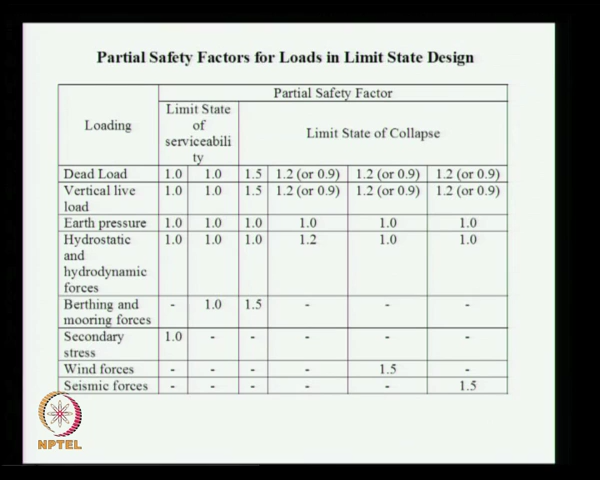 Partial Safety Factors for Loads in Limit State Design
Loading
Partial Safety Factor
Limit State
of
serviceabili
ty
Limit State of Collapse
Dead Load 1.0 1.0 1.5 1.2 (or 0.9) 1.2 (or 0.9) 1.2 (or 0.9)
Vertical live 1.0 1.0 1.5 1.2 (or 0.9) 1.2 (or 0.9) 1.2 (or 0.9)
load
Earth pressure 1.0 1.0 1.0 1.0 1.0 1.0
Hydrostatic 1.0 1.0 1.0 1.2 1.0 1.0
and
hydrodynamic
forces
Berthing and - 1.0 1.5 - - -
mooring forces
Secondary 1.0 - - - - -
stress
Wind forces - - - - 1.5 -
Seismic forces - - - - - 1.5
NPTEL